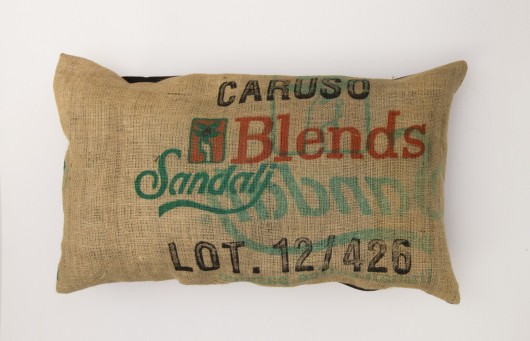 CARUSO
Blends
Sandalj
LOT. 12/426